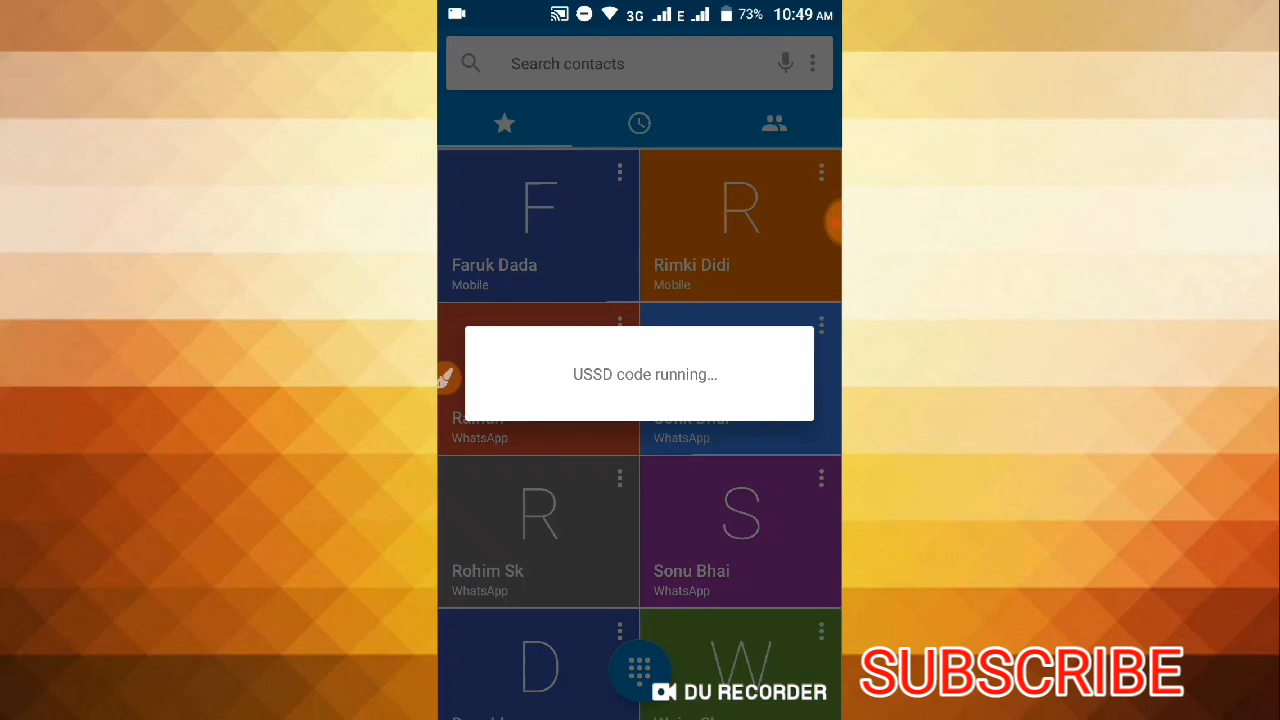 3G E 73% 10:49 AM
Search contacts
F
R
Faruk Dada
Mobile
Rimki Didi
Mobile
USSD code running...
WhatsApp
WhatsApp
R
S
Rohim Sk
WhatsApp
Sonu Bhai
WhatsApp
D
W
DU RECORDER
SUBSCRIBE